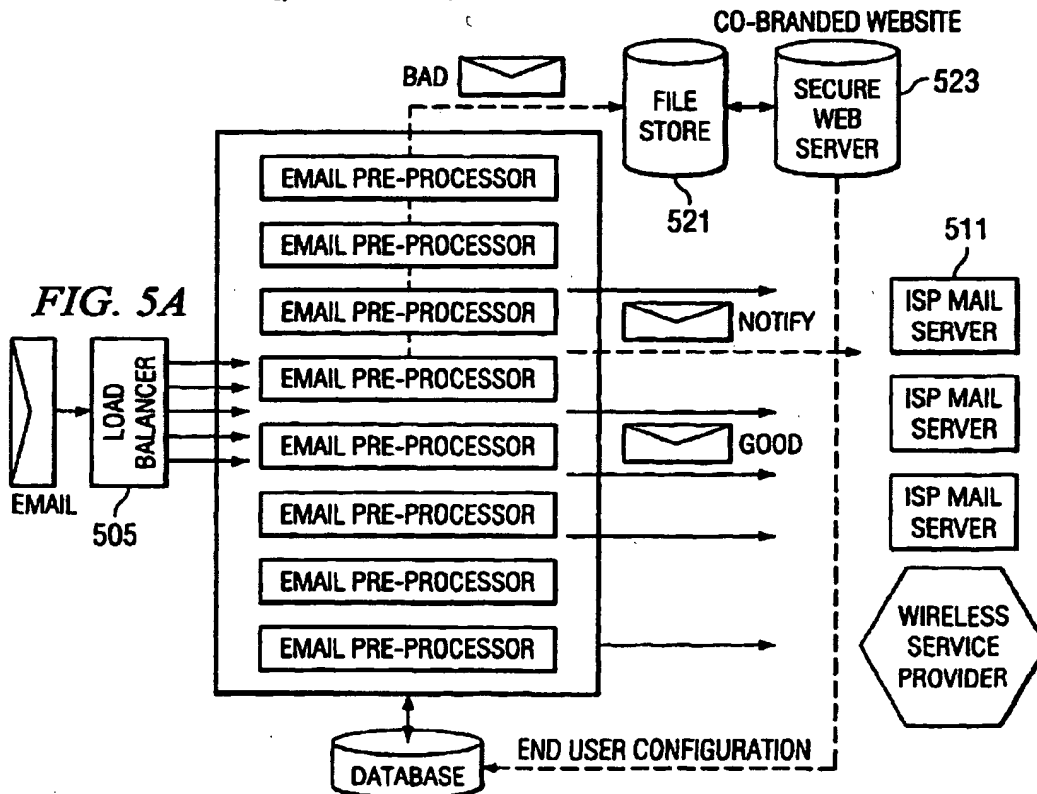 CO-BRANDED WEBSITE
BAD
FILE
STORE
SECURE
WEB
SERVER
523
521
EMAIL PRE-PROCESSOR
EMAIL PRE-PROCESSOR
EMAIL PRE-PROCESSOR
EMAIL PRE-PROCESSOR
EMAIL PRE-PROCESSOR
EMAIL PRE-PROCESSOR
EMAIL PRE-PROCESSOR
EMAIL PRE-PROCESSOR
FIG. 5A
LOAD
BALANCER
EMAIL
505
NOTIFY
GOOD
511
ISP MAIL
SERVER
ISP MAIL
SERVER
ISP MAIL
SERVER
WIRELESS
SERVICE
PROVIDER
DATABASE
END USER CONFIGURATION